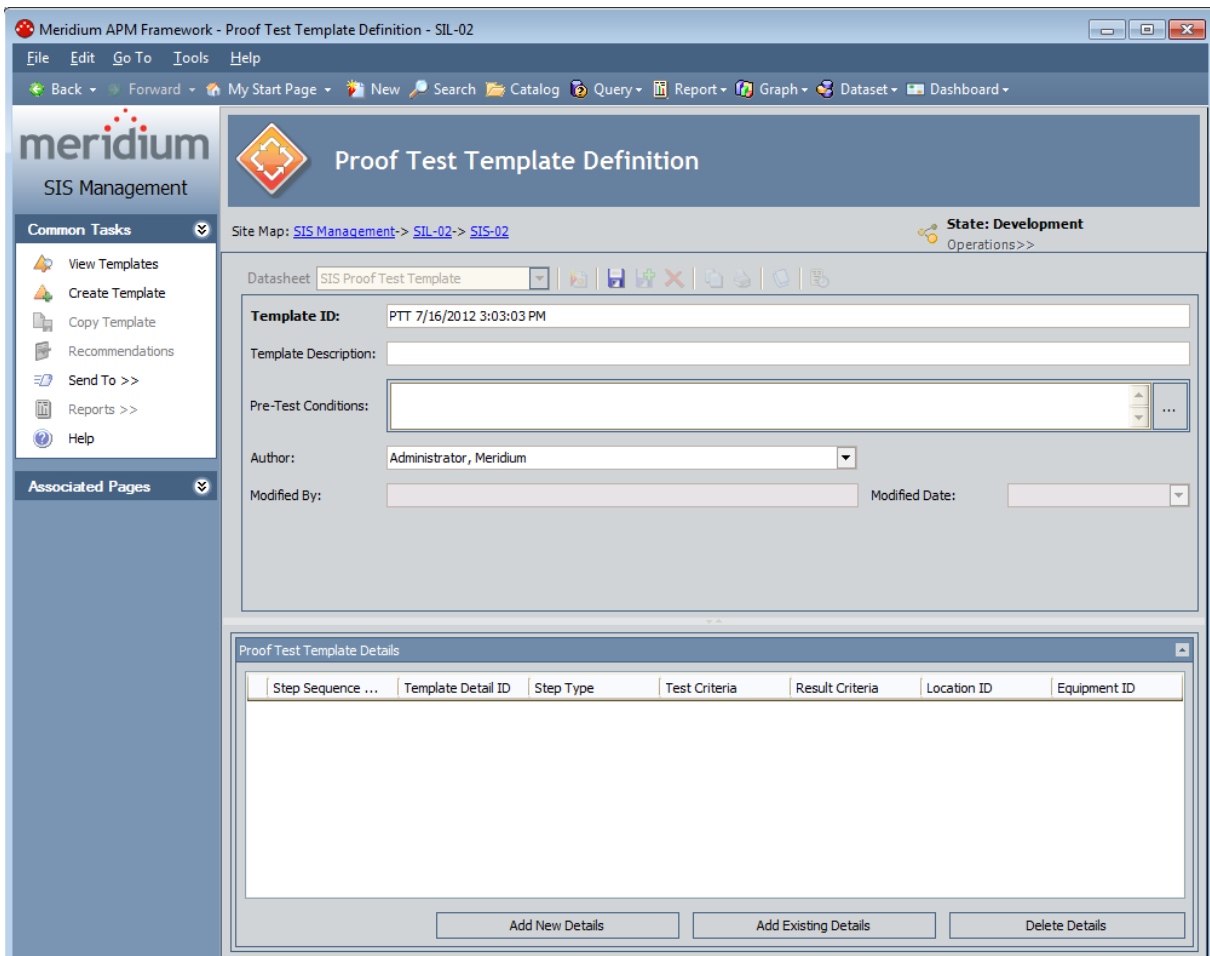 Meridium APM Framework - Proof Test Template Definition - SIL-02
File Edit Go To Tools Help
Back Forward My Start Page New Search Catalog Query Report Graph Dataset Dashboard
meridium
SIS Management
Proof Test Template Definition
Common Tasks
View Templates
Create Template
Copy Template
Recommendations
Send To >>
Reports >>
Help
Associated Pages
Site Map: SIS Management-> SIL-02-> SIS-02
State: Development
Operations>>
Datasheet SIS Proof Test Template
Template ID: PTT 7/16/2012 3:03:03 PM
Template Description:
Pre-Test Conditions: ...
Author: Administrator, Meridium
Modified By: Modified Date:
Proof Test Template Details
Step Sequence ... Template Detail ID Step Type Test Criteria Result Criteria Location ID Equipment ID
Add New Details Add Existing Details Delete Details